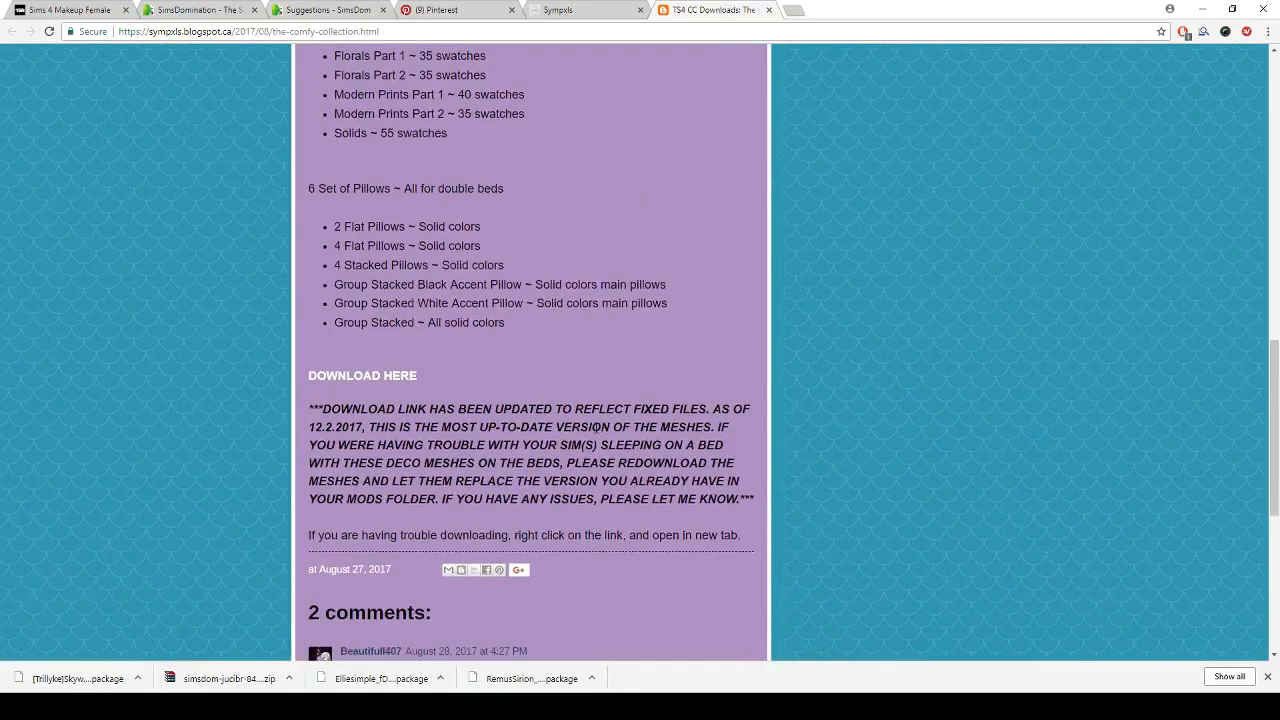 Sims 4 Makeup Female
SimsDomination - The S
Suggestions - SimsDom
(9) Pinterest
Sympxls
TS4 CC Downloads: The
Secure
https://sympxls.blogspot.ca/2017/08/the-comfy-collection.html
Florals Part 1 ~ 35 swatches
Florals Part 2 ~ 35 swatches
Modern Prints Part 1 ~ 40 swatches
Modern Prints Part 2 ~ 35 swatches
Solids ~ 55 swatches
6 Set of Pillows ~ All for double beds
2 Flat Pillows ~ Solid colors
4 Flat Pillows ~ Solid colors
4 Stacked Pillows ~ Solid colors
Group Stacked Black Accent Pillow ~ Solid colors main pillows
Group Stacked White Accent Pillow ~ Solid colors main pillows
Group Stacked ~ All solid colors
DOWNLOAD HERE
***DOWNLOAD LINK HAS BEEN UPDATED TO REFLECT FIXED FILES. AS OF
12.2.2017, THIS IS THE MOST UP-TO-DATE VERSION OF THE MESHES. IF
YOU WERE HAVING TROUBLE WITH YOUR SIM(S) SLEEPING ON A BED
WITH THESE DECO MESHES ON THE BEDS, PLEASE REDOWNLOAD THE
MESHES AND LET THEM REPLACE THE VERSION YOU ALREADY HAVE IN
YOUR MODS FOLDER. IF YOU HAVE ANY ISSUES, PLEASE LET ME KNOW.***
If you are having trouble downloading, right click on the link, and open in new tab.
at August 27, 2017
G+
2 comments:
Beautifull407 August 28, 2017 at 4:27 PM
[Trillyke]Skyw....package
simsdom-jucibr-84....zip
Elliesimple_fD....package
RemusSirion_....package
Show all